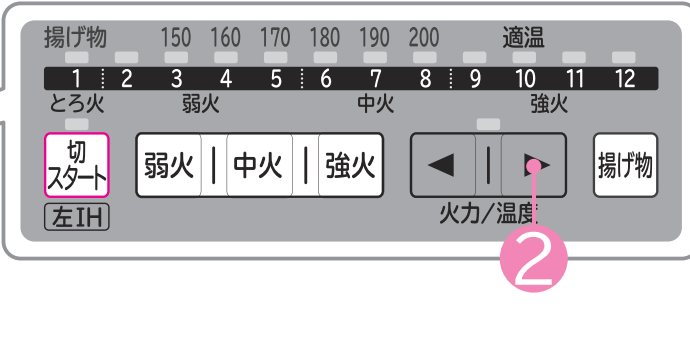 揚げ物 150 160 170 180 190 200 適温
1 2 3 4 5 6 7 8 9 10 11 12
とろ火 弱火 中火 強火
切 スタート 弱火 中火 強火 ◀ ▶ 揚げ物
左IH 火力/温度
2